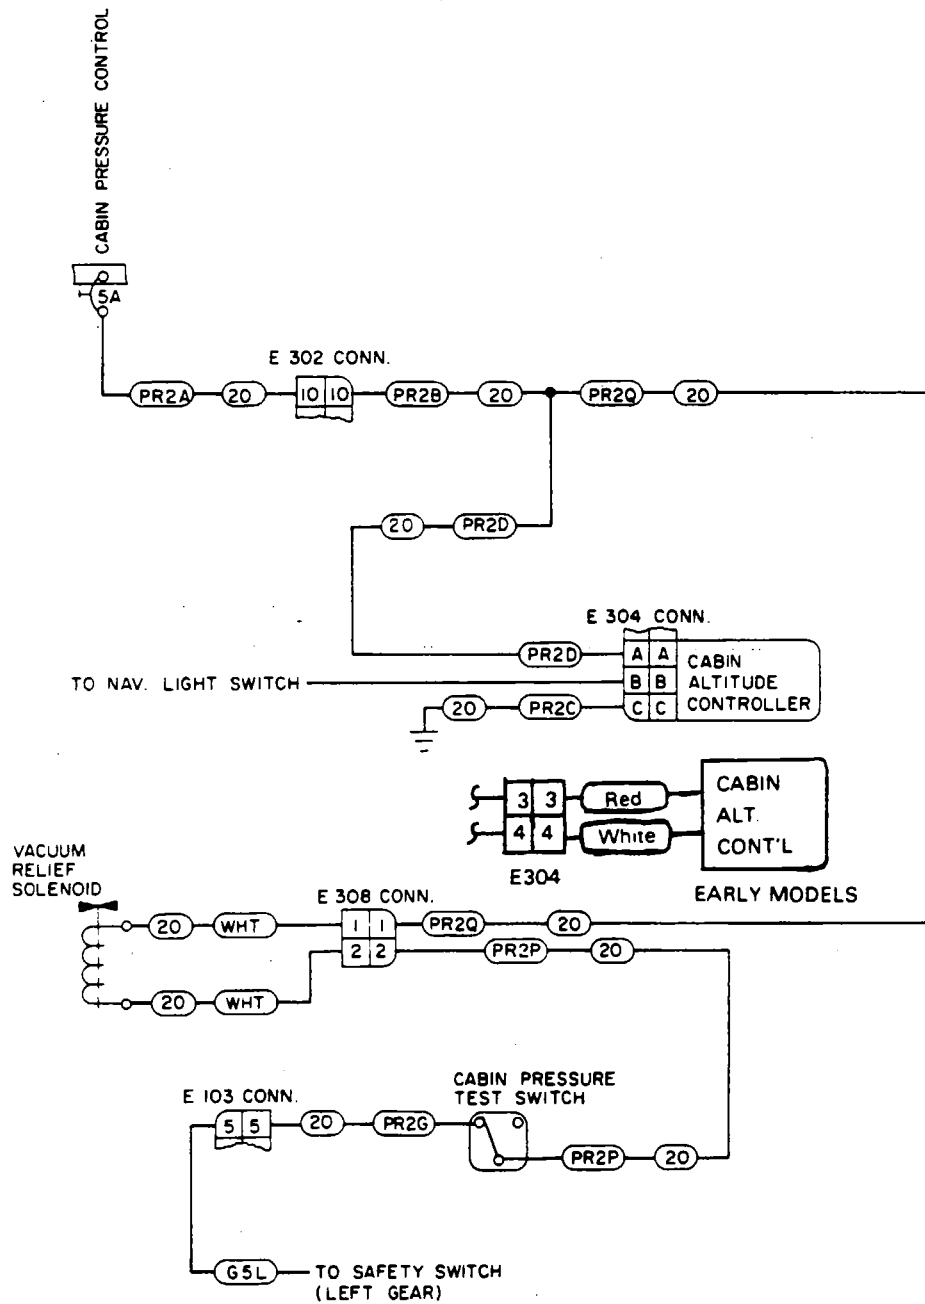 CABIN PRESSURE CONTROL
5A
E 302 CONN.
PR2A 20 10 10 PR2B 20 PR2Q 20
20 PR2D
E 304 CONN.
PR2D A A
TO NAV. LIGHT SWITCH B B
20 PR2C C C
CABIN
ALTITUDE
CONTROLLER
3 3 Red
4 4 White
E304
CABIN
ALT.
CONT'L
EARLY MODELS
VACUUM
RELIEF
SOLENOID
E 308 CONN.
20 WHT 1 1 PR2Q 20
2 2 PR2P 20
20 WHT
CABIN PRESSURE
TEST SWITCH
E 103 CONN.
5 5 20 PR2G
PR2P 20
G5L TO SAFETY SWITCH
(LEFT GEAR)